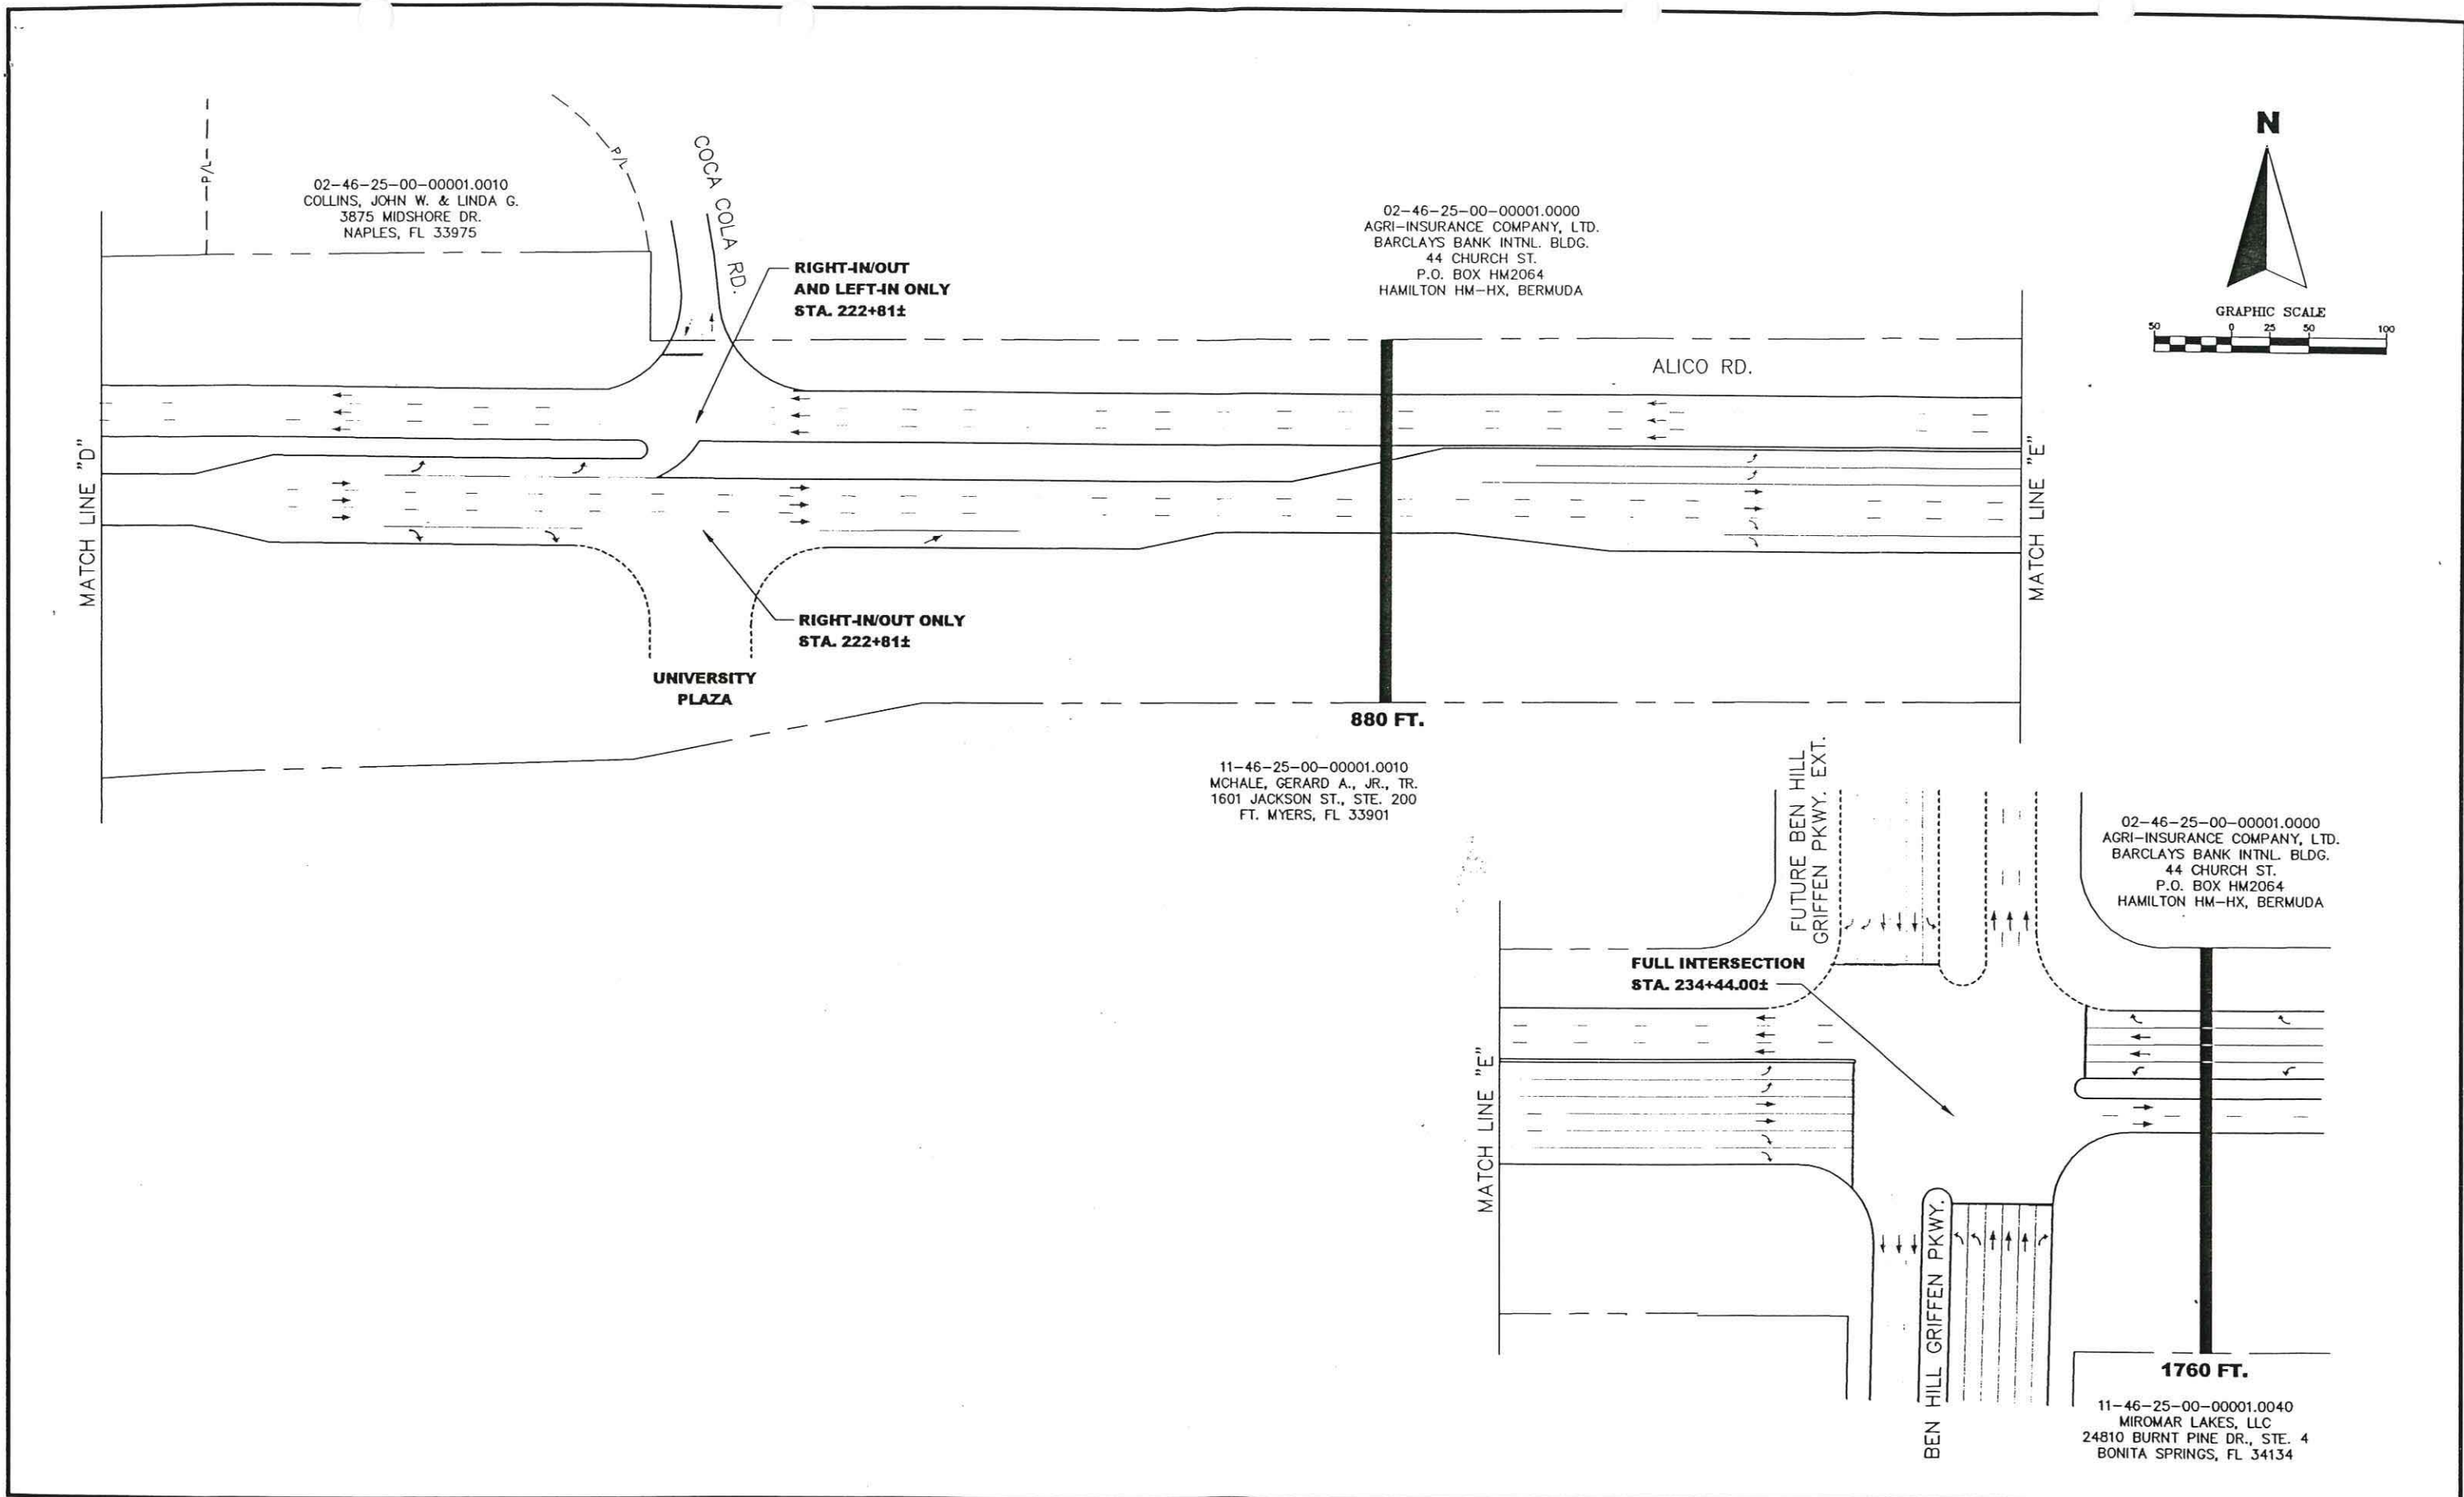 N
GRAPHIC SCALE
50 0 25 50 100
P/L
P/L
COCA COLA RD.
02-46-25-00-00001.0010
COLLINS, JOHN W. & LINDA G.
3875 MIDSHORE DR.
NAPLES, FL 33975
RIGHT-IN/OUT
AND LEFT-IN ONLY
STA. 222+81±
02-46-25-00-00001.0000
AGRI-INSURANCE COMPANY, LTD.
BARCLAYS BANK INTNL. BLDG.
44 CHURCH ST.
P.O. BOX HM2064
HAMILTON HM-HX, BERMUDA
ALICO RD.
MATCH LINE "D"
MATCH LINE "E"
RIGHT-IN/OUT ONLY
STA. 222+81±
UNIVERSITY
PLAZA
880 FT.
11-46-25-00-00001.0010
MCHALE, GERARD A., JR., TR.
1601 JACKSON ST., STE. 200
FT. MYERS, FL 33901
FUTURE BEN HILL
GRIFFEN PKWY. EXT.
02-46-25-00-00001.0000
AGRI-INSURANCE COMPANY, LTD.
BARCLAYS BANK INTNL. BLDG.
44 CHURCH ST.
P.O. BOX HM2064
HAMILTON HM-HX, BERMUDA
FULL INTERSECTION
STA. 234+44.00±
MATCH LINE "E"
BEN HILL GRIFFEN PKWY.
1760 FT.
11-46-25-00-00001.0040
MIROMAR LAKES, LLC
24810 BURNT PINE DR., STE. 4
BONITA SPRINGS, FL 34134